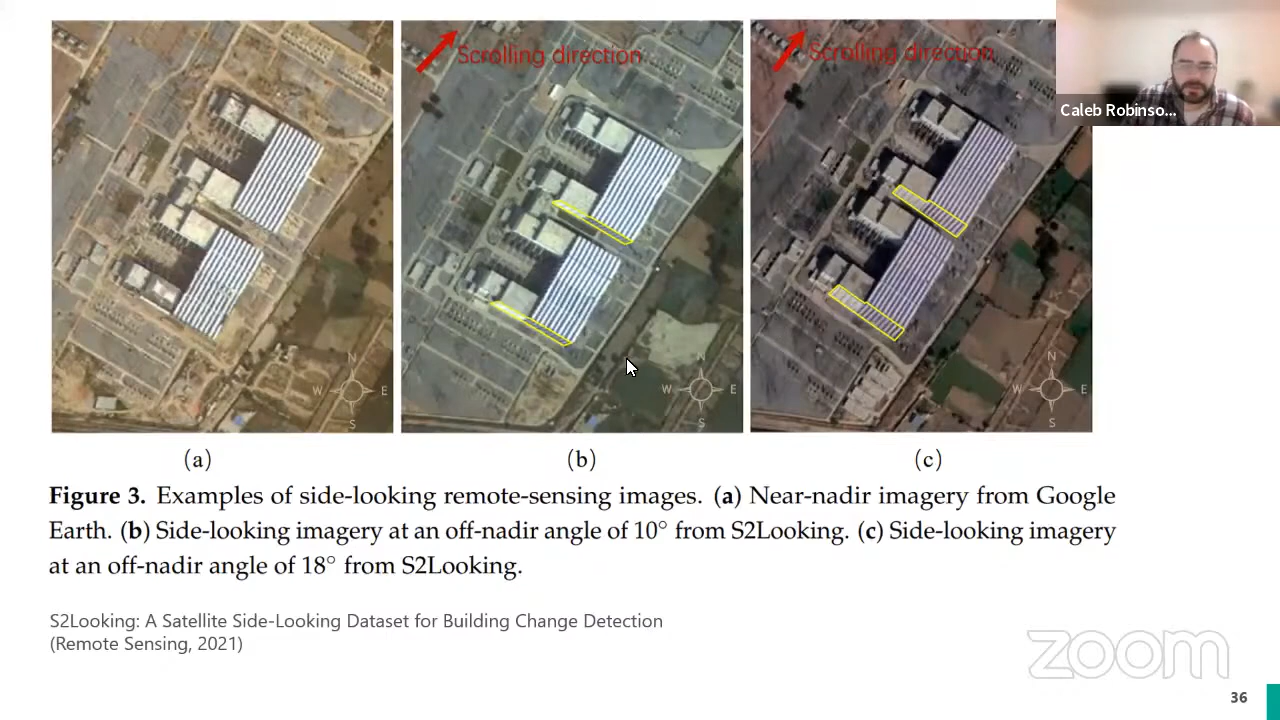 Scrolling direction
Scrolling direction
Caleb Robinso...
N
W E
S
N
W E
S
N
W E
S
(a) (b) (c)
Figure 3. Examples of side-looking remote-sensing images. (a) Near-nadir imagery from Google
Earth. (b) Side-looking imagery at an off-nadir angle of 10° from S2Looking. (c) Side-looking imagery
at an off-nadir angle of 18° from S2Looking.
S2Looking: A Satellite Side-Looking Dataset for Building Change Detection
(Remote Sensing, 2021)
zoom
36